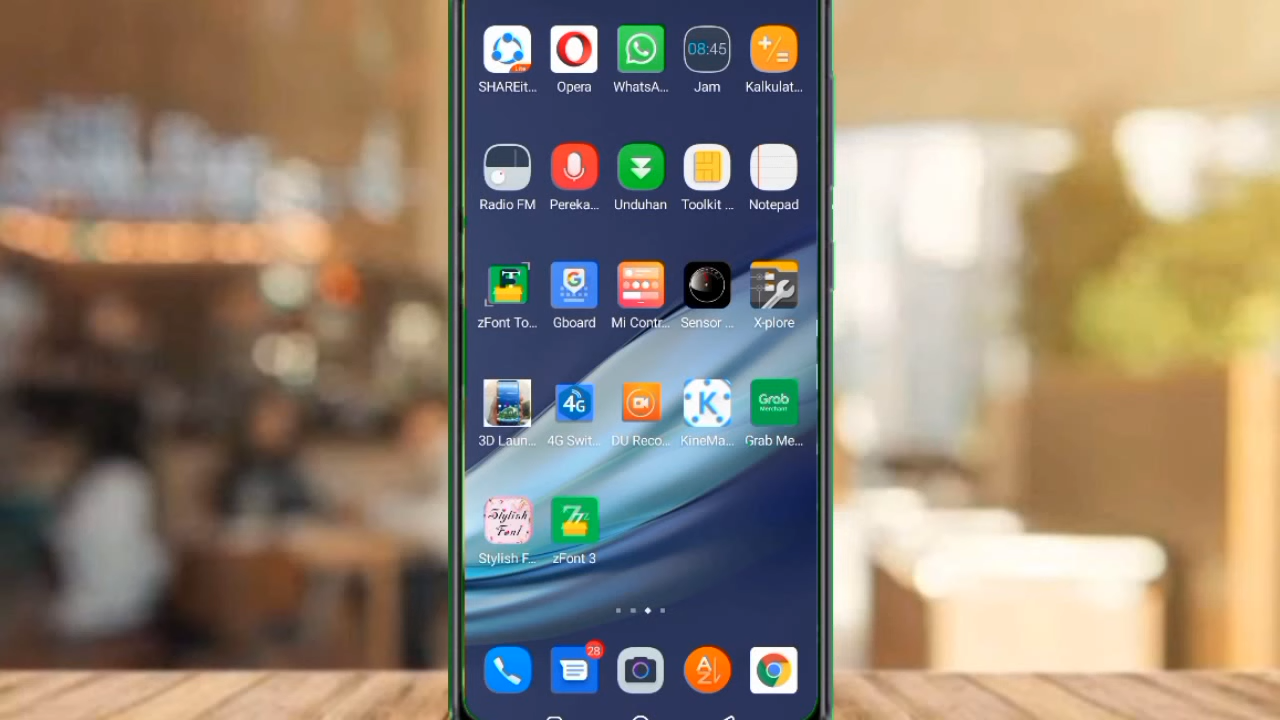 SHAREit... Opera WhatsA... Jam Kalkulat...
Live
08:45
Radio FM Pereka... Unduhan Toolkit ... Notepad
zFont To... Gboard Mi Contr... Sensor ... X-plore
4G
K
Grab
Merchant
3D Laun... 4G Swit... DU Reco... KineMa... Grab Me...
Stylish
Font
Stylish F... zFont 3
28